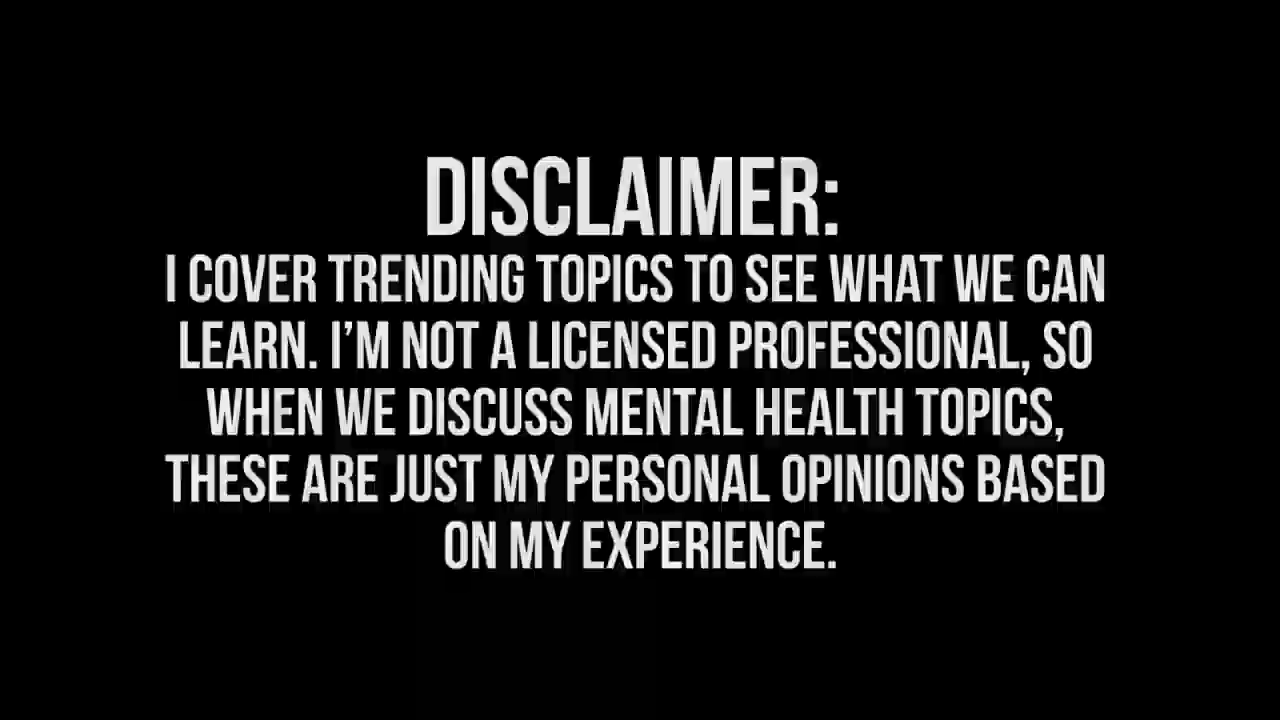 DISCLAIMER:
I COVER TRENDING TOPICS TO SEE WHAT WE CAN
LEARN. I'M NOT A LICENSED PROFESSIONAL, SO
WHEN WE DISCUSS MENTAL HEALTH TOPICS,
THESE ARE JUST MY PERSONAL OPINIONS BASED
ON MY EXPERIENCE.